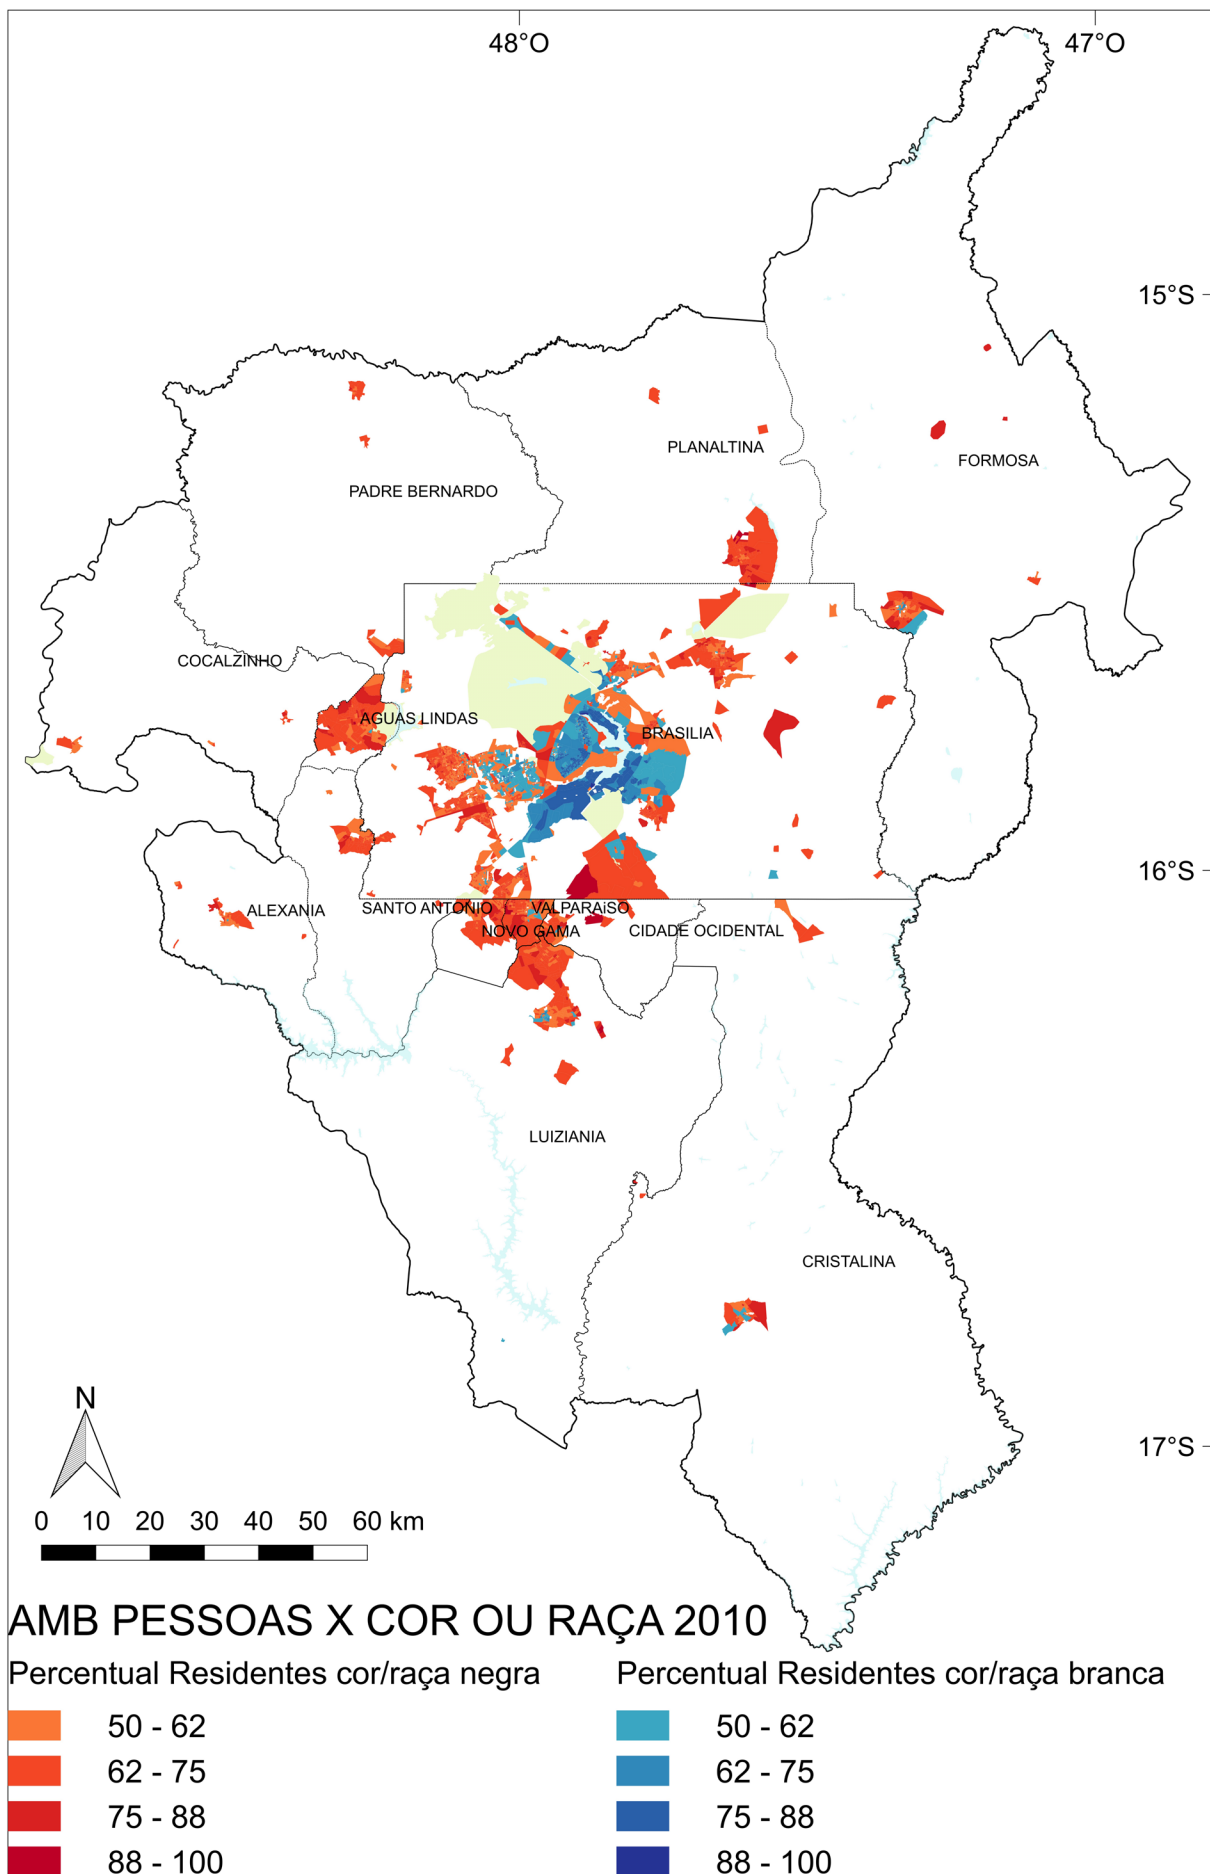 48°O
47°O
15°S
PLANALTINA
FORMOSA
PADRE BERNARDO
COCALZINHO
AGUAS LINDAS
BRASILIA
16°S
ALEXANIA
SANTO ANTONIO
VALPARAíSO
NOVO GAMA
CIDADE OCIDENTAL
LUIZIANIA
CRISTALINA
N
17°S
0 10 20 30 40 50 60 km
AMB PESSOAS X COR OU RAÇA 2010
Percentual Residentes cor/raça negra
50 - 62
62 - 75
75 - 88
88 - 100
Percentual Residentes cor/raça branca
50 - 62
62 - 75
75 - 88
88 - 100